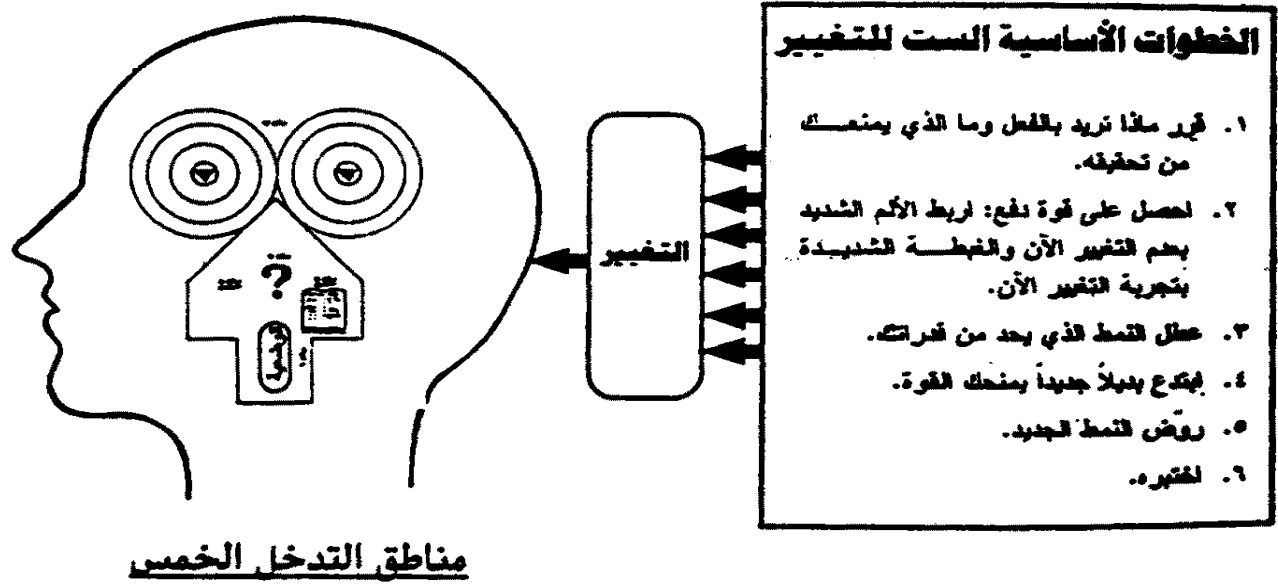 الخطوات الأساسية الست للتغيير
١. قرر ماذا تريد بالفعل وما الذي يمنعك
من تحقيقه.
٢. احصل على قوة دفع: اربط الألم الشديد
بعدم التغيير الآن والغبطة الشديدة
بتجربة التغيير الآن.
٣. عطل النمط الذي يحد من قدراتك.
٤. ابتدع بديلاً جديداً يمنحك القوة.
٥. روّض النمط الجديد.
٦. اختبره.
التغيير
؟!
مناطق التدخل الخمس